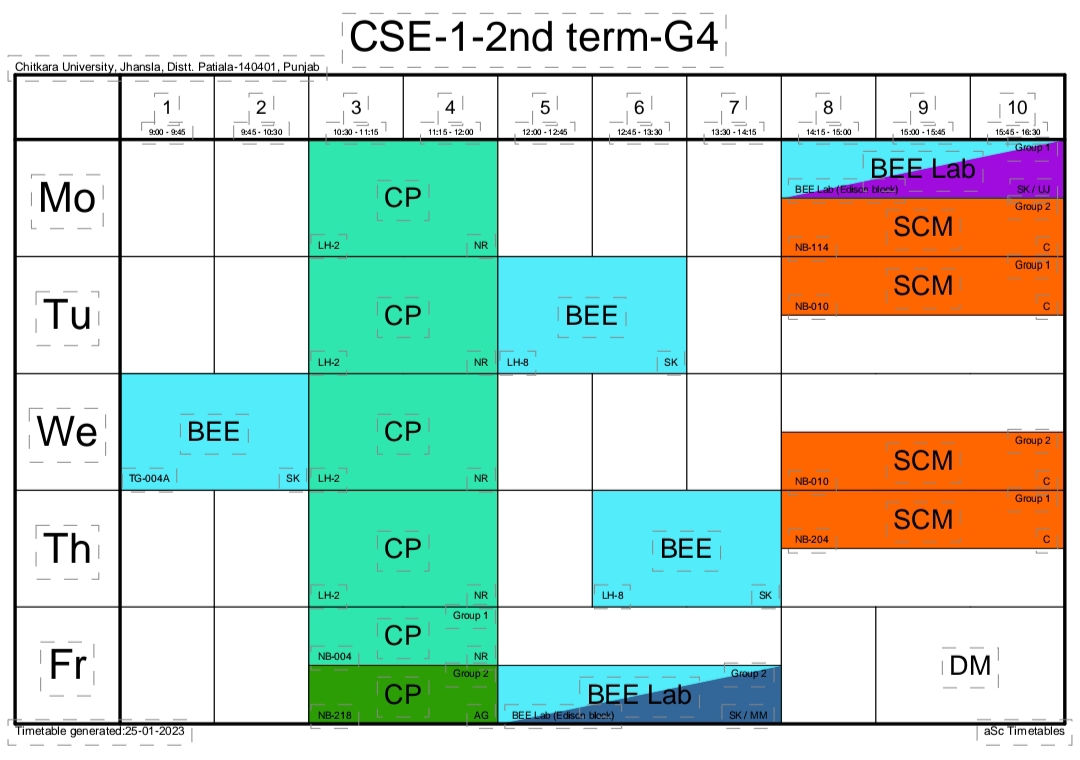 CSE-1-2nd term-G4
Chitkara University, Jhansla, Distt. Patiala-140401, Punjab
1 2 3 4 5 6 7 8 9 10
9:00 - 9:45 9:45 - 10:30 10:30 - 11:15 11:15 - 12:00 12:00 - 12:45 12:45 - 13:30 13:30 - 14:15 14:15 - 15:00 15:00 - 15:45 15:45 - 16:30
Mo
CP
LH-2 NR
Group 1
BEE Lab
BEE Lab (Edison block) SK / UJ
Group 2
SCM
NB-114 C
Tu
CP
LH-2 NR
BEE
LH-8 SK
Group 1
SCM
NB-010 C
We
BEE
TG-004A SK
CP
LH-2 NR
Group 2
SCM
NB-010 C
Th
CP
LH-2 NR
BEE
LH-8 SK
Group 1
SCM
NB-204 C
Fr
Group 1
CP
NB-004 NR
Group 2
CP
NB-218 AG
Group 2
BEE Lab
BEE Lab (Edison block) SK / MM
DM
Timetable generated:25-01-2023
aSc Timetables